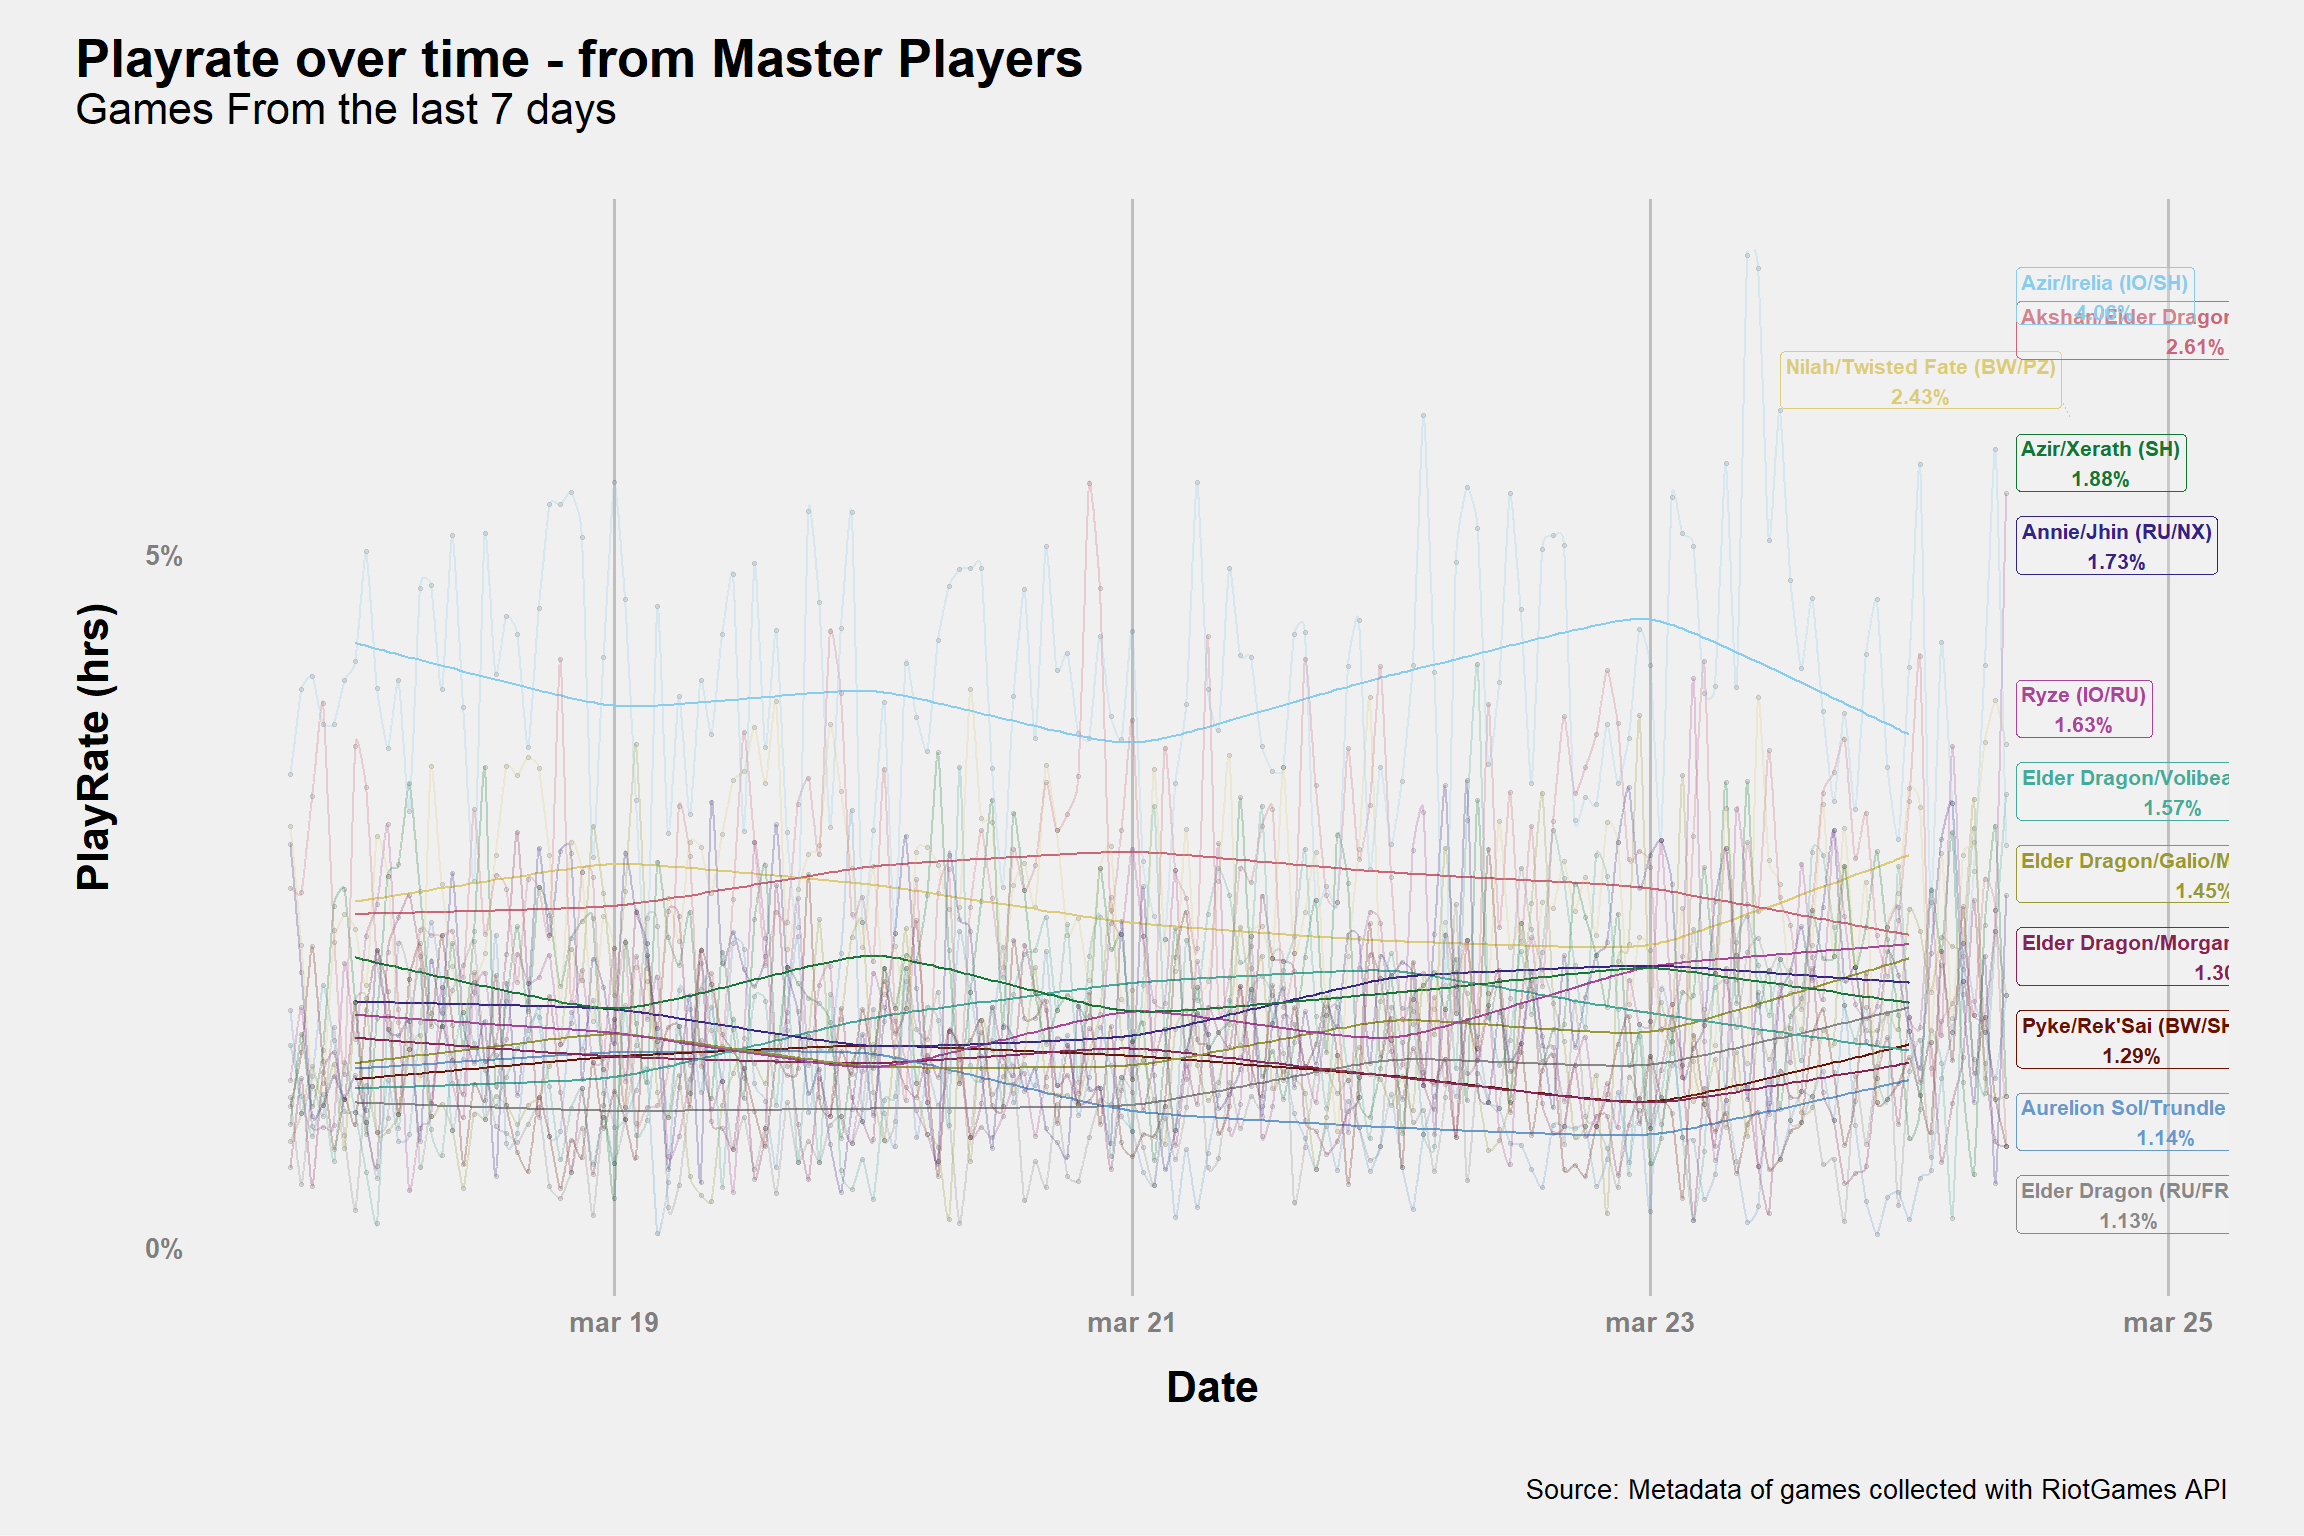 Playrate over time - from Master Players
Games From the last 7 days
PlayRate (hrs)
5%
0%
Azir/Irelia (IO/SH)
4.06%
Akshan/Elder Dragon
2.61%
Nilah/Twisted Fate (BW/PZ)
2.43%
Azir/Xerath (SH)
1.88%
Annie/Jhin (RU/NX)
1.73%
Ryze (IO/RU)
1.63%
Elder Dragon/Volibea
1.57%
Elder Dragon/Galio/M
1.45%
Elder Dragon/Morgan
1.30
Pyke/Rek'Sai (BW/SH
1.29%
Aurelion Sol/Trundle
1.14%
Elder Dragon (RU/FR
1.13%
mar 19
mar 21
mar 23
mar 25
Date
Source: Metadata of games collected with RiotGames API